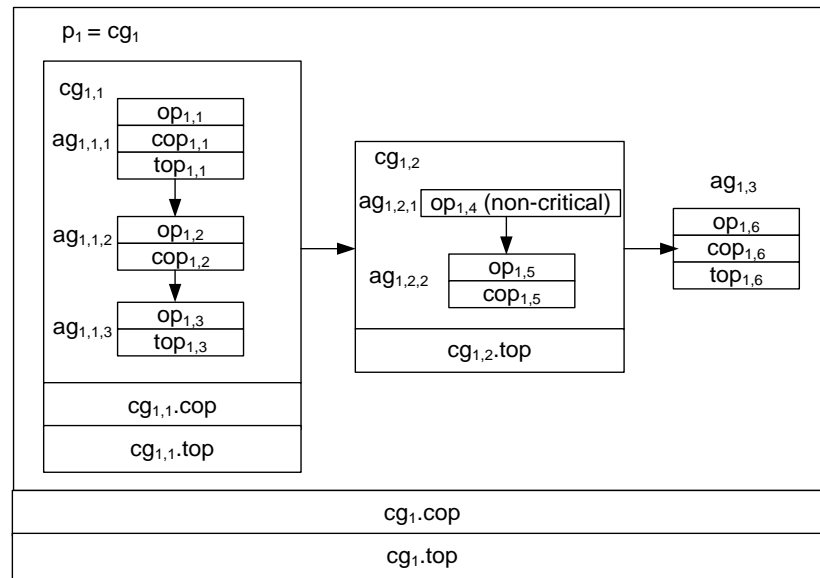 p₁ = cg₁
cg₁,₁
op₁,₁
ag₁,₁,₁ cop₁,₁
top₁,₁
ag₁,₁,₂ op₁,₂
cop₁,₂
ag₁,₁,₃ op₁,₃
top₁,₃
cg₁,₁.cop
cg₁,₁.top
cg₁,₂
ag₁,₂,₁ op₁,₄ (non-critical)
ag₁,₂,₂ op₁,₅
cop₁,₅
cg₁,₂.top
ag₁,₃
op₁,₆
cop₁,₆
top₁,₆
cg₁.cop
cg₁.top